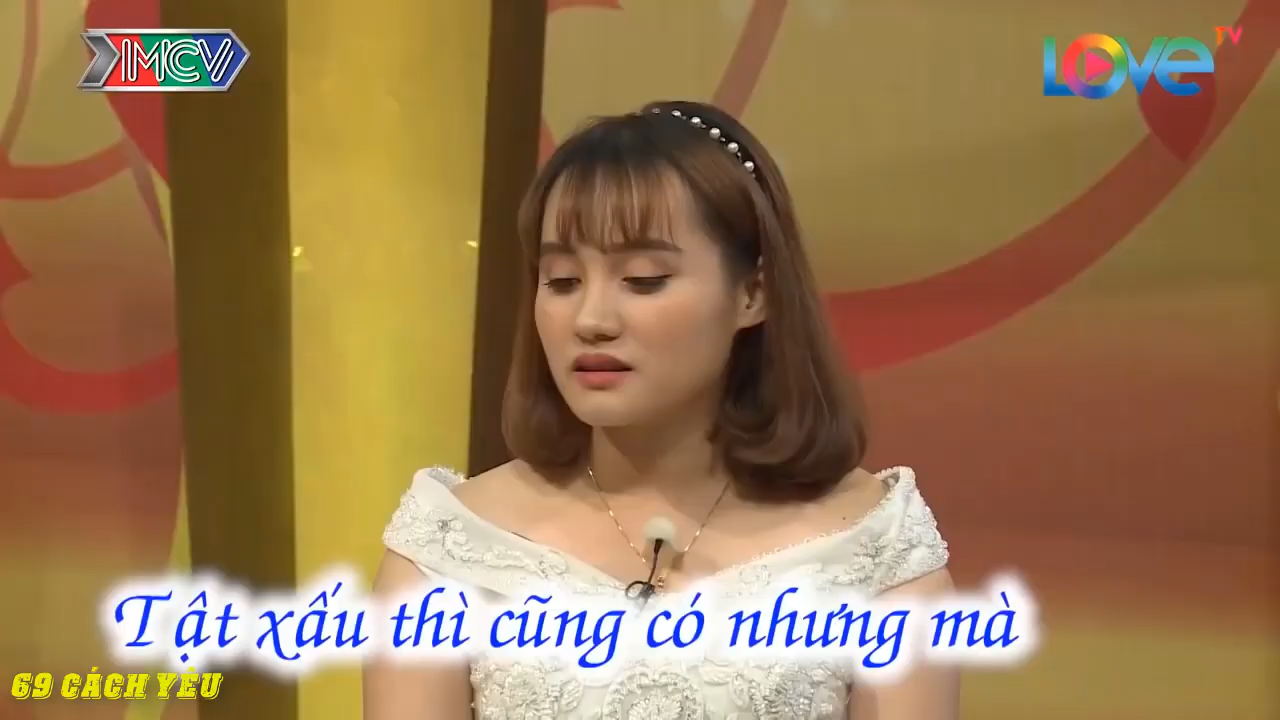 MCV
LOVE TV
Tật xấu thì cũng có nhưng mà
69 CÁCH YÊU